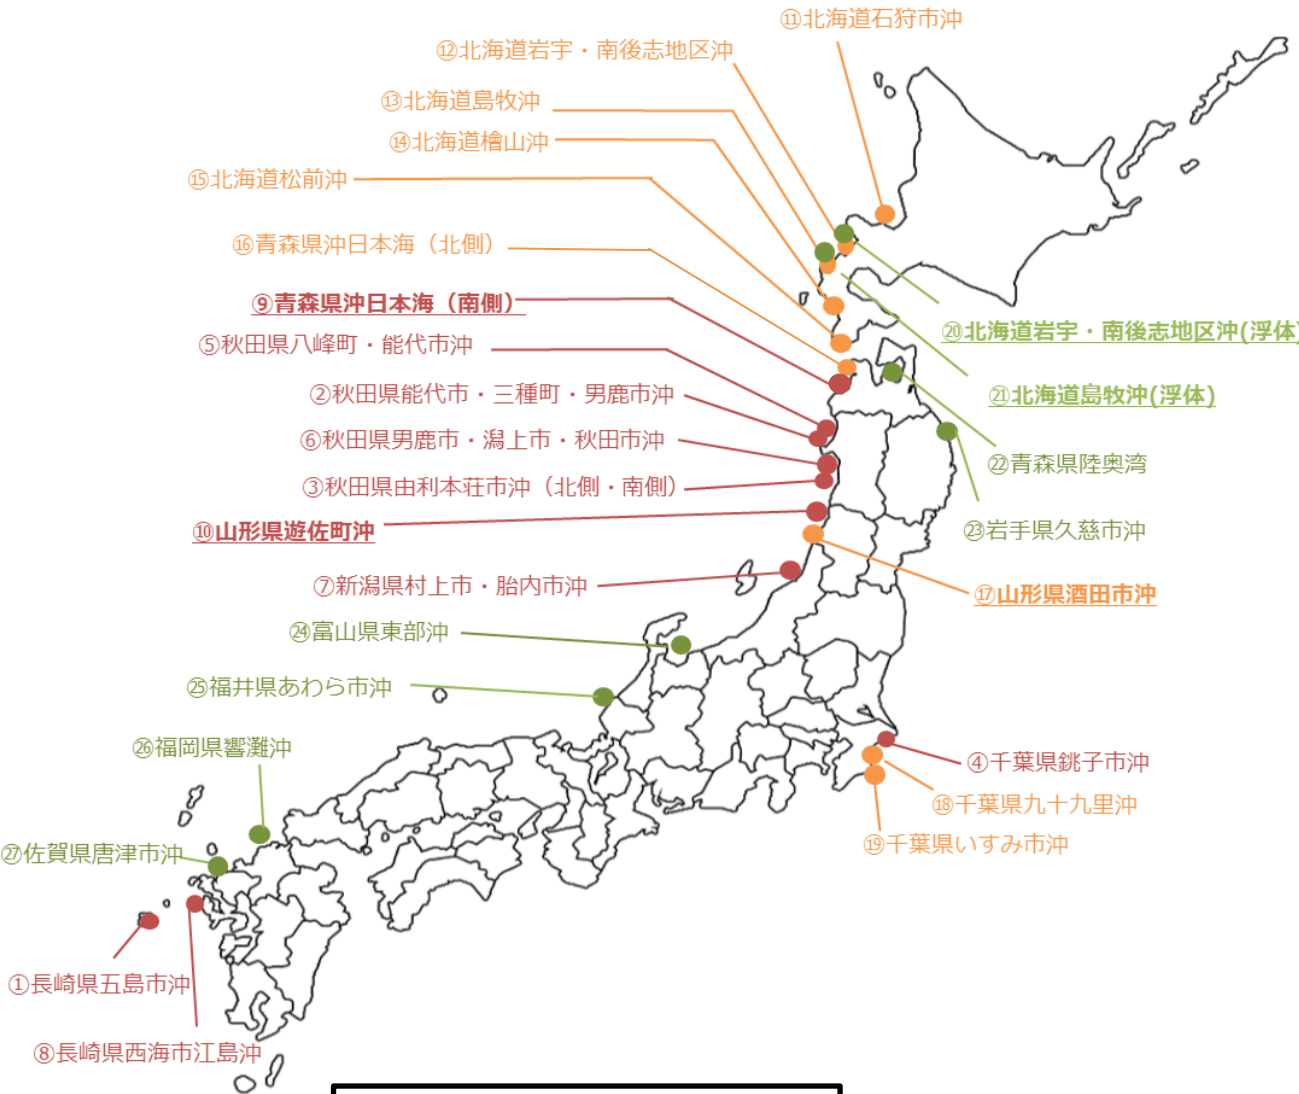 ⑪北海道石狩市沖
⑫北海道岩宇・南後志地区沖
⑬北海道島牧沖
⑭北海道檜山沖
⑮北海道松前沖
⑯青森県沖日本海（北側）
⑨青森県沖日本海（南側）
⑤秋田県八峰町・能代市沖
②秋田県能代市・三種町・男鹿市沖
⑥秋田県男鹿市・潟上市・秋田市沖
③秋田県由利本荘市沖（北側・南側）
⑩山形県遊佐町沖
⑦新潟県村上市・胎内市沖
㉔富山県東部沖
㉕福井県あわら市沖
㉖福岡県響灘沖
㉗佐賀県唐津市沖
①長崎県五島市沖
⑧長崎県西海市江島沖
⑳北海道岩宇・南後志地区沖(浮体)
㉑北海道島牧沖(浮体)
㉒青森県陸奥湾
㉓岩手県久慈市沖
⑰山形県酒田市沖
④千葉県銚子市沖
⑱千葉県九十九里沖
⑲千葉県いすみ市沖